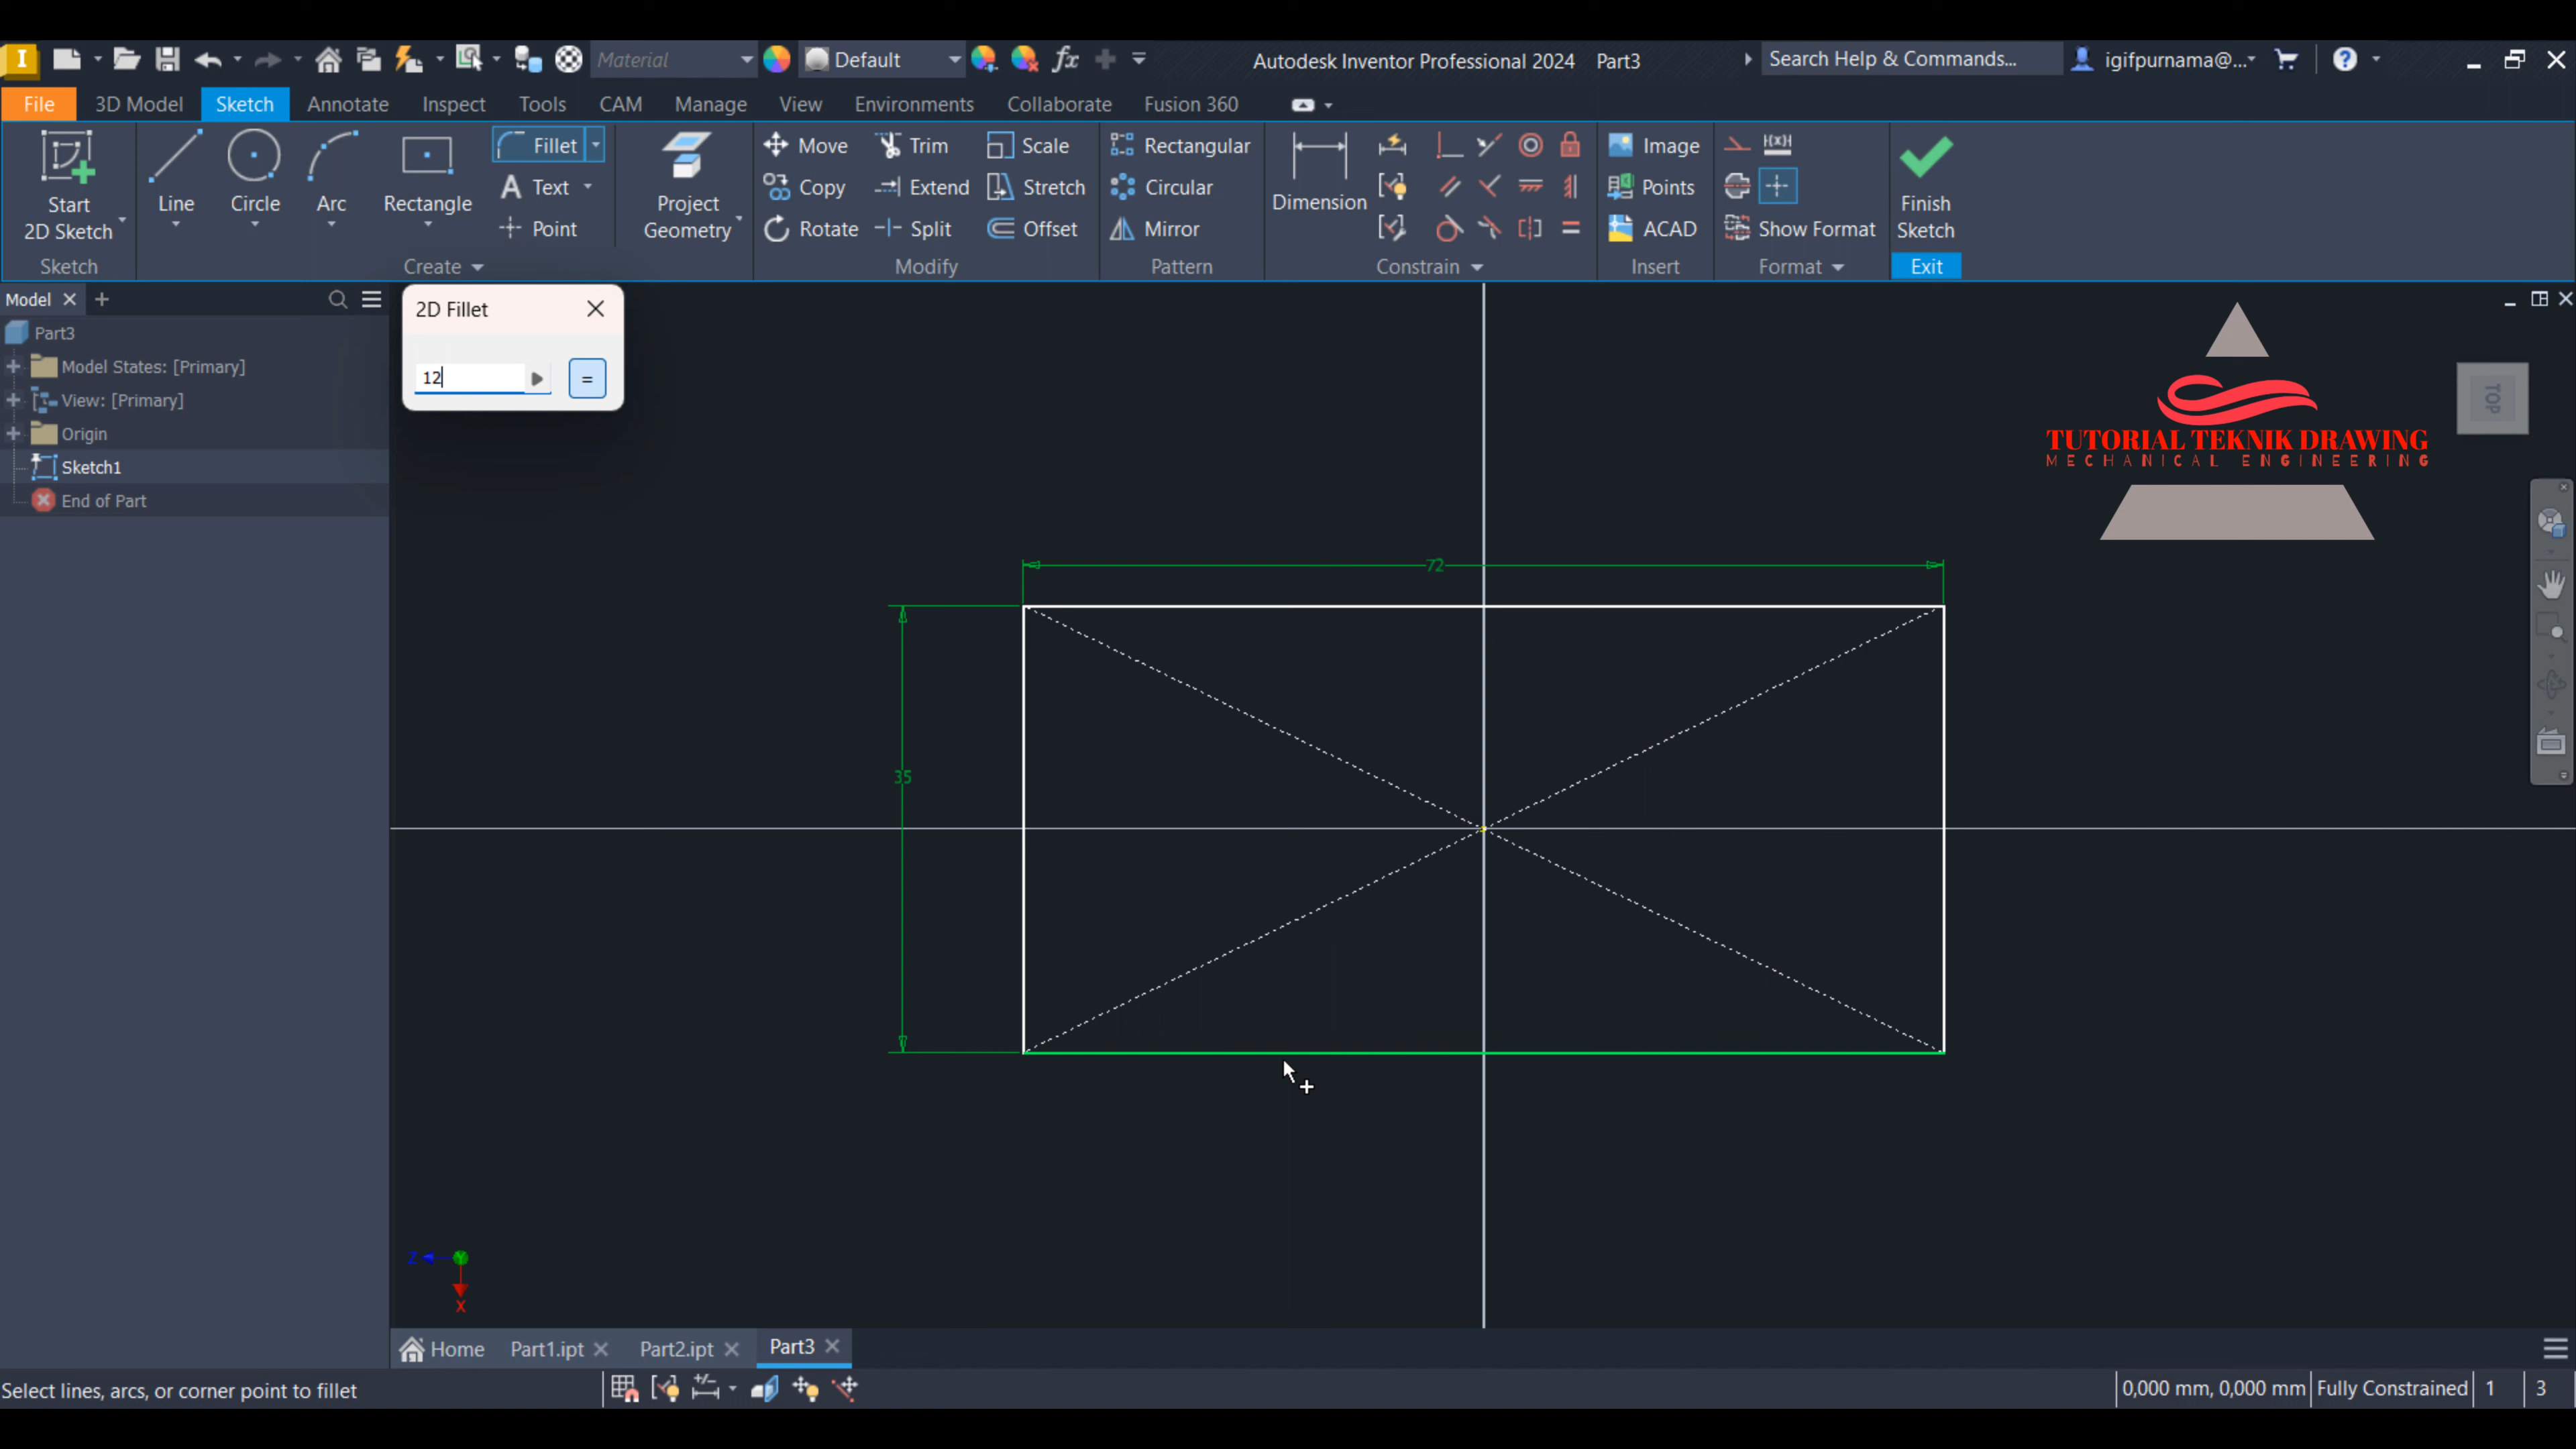 I Material Default fx Autodesk Inventor Professional 2024 Part3 Search Help & Commands... igifpurnama@...
File 3D Model Sketch Annotate Inspect Tools CAM Manage View Environments Collaborate Fusion 360
Fillet Move Trim Scale Rectangular Image
Text Copy Extend Stretch Circular Points
Start 2D Sketch Line Circle Arc Rectangle Project Geometry Dimension Finish Sketch
Point Rotate Split Offset Mirror ACAD Show Format
Sketch Create Modify Pattern Constrain Insert Format Exit
Model
Part3
Model States: [Primary]
View: [Primary]
Origin
Sketch1
End of Part
2D Fillet
12 =
TUTORIAL TEKNIK DRAWING
MECHANICAL ENGINEERING
TOP
72
35
Z
X
Home Part1.ipt Part2.ipt Part3
Select lines, arcs, or corner point to fillet 0,000 mm, 0,000 mm Fully Constrained 1 3